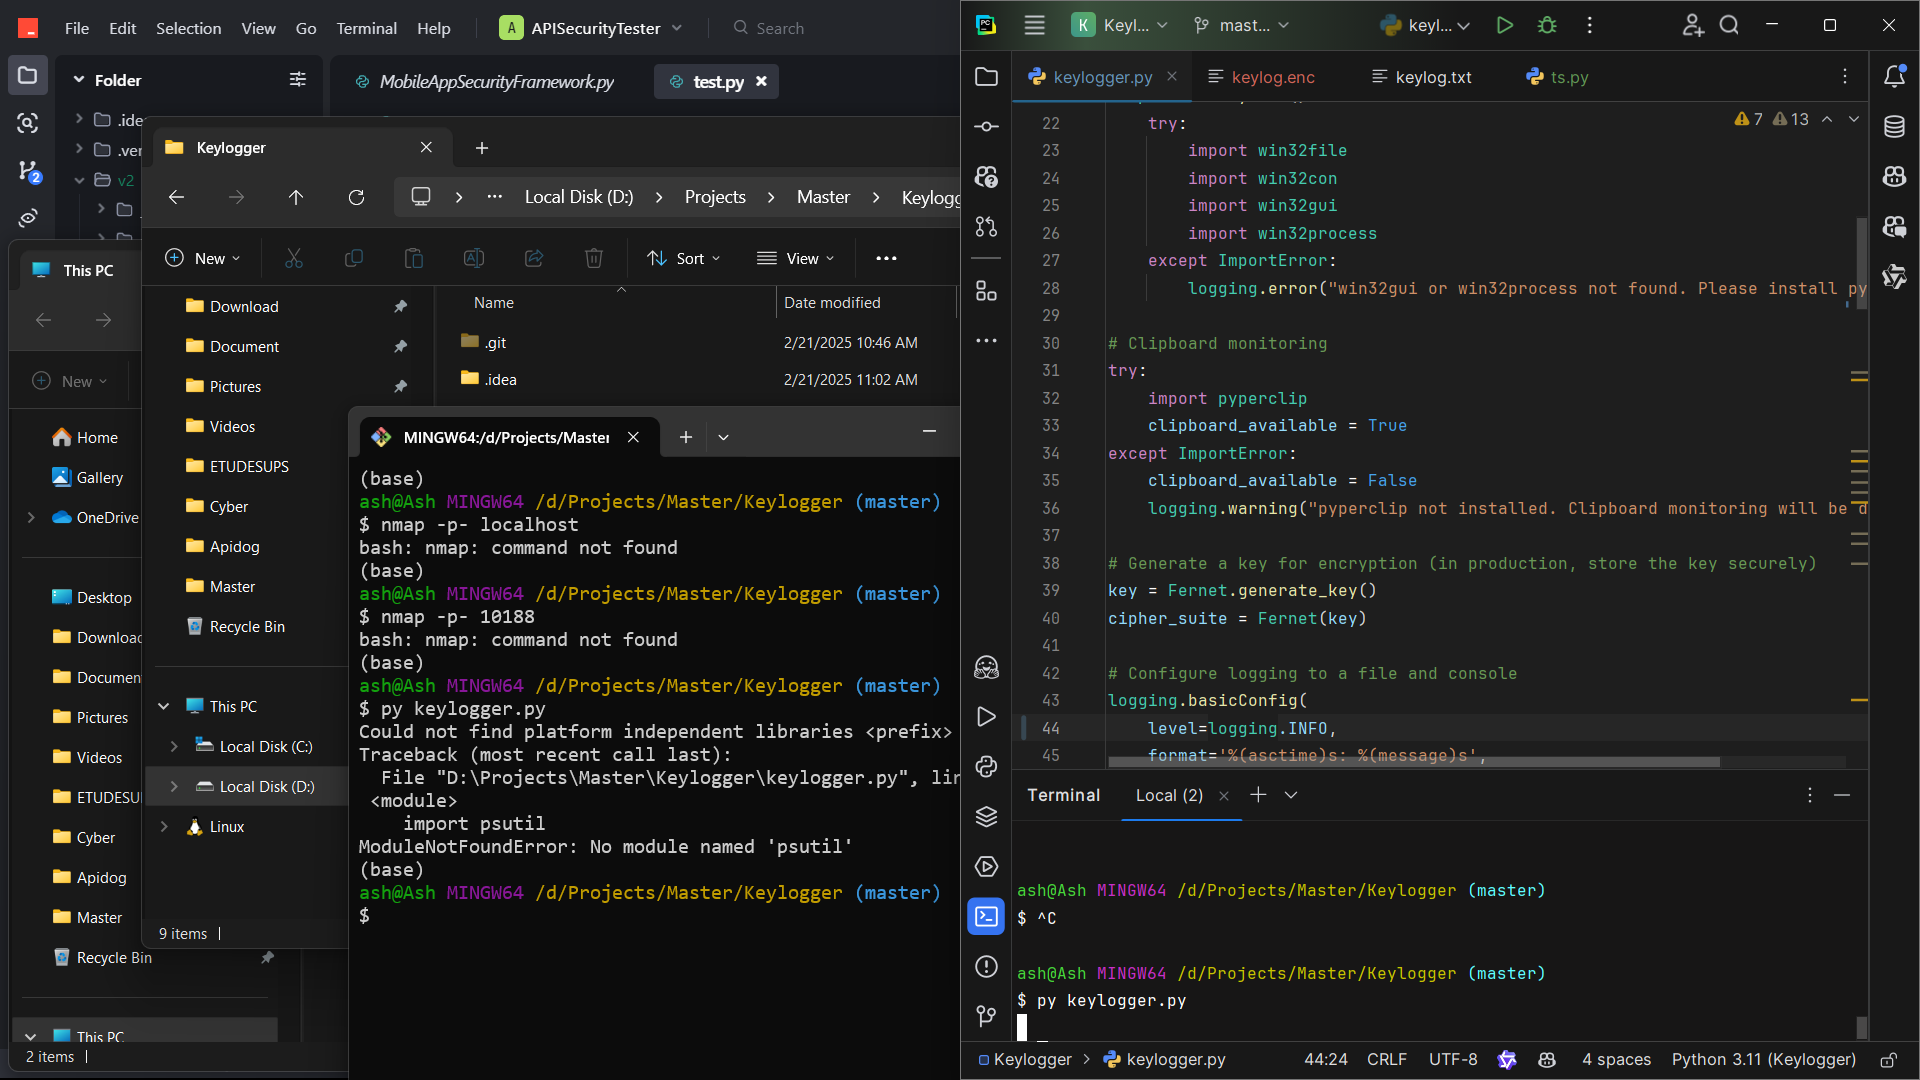 File Edit Selection View Go Terminal Help
A APISecurityTester
Search
Folder
MobileAppSecurityFramework.py
test.py
.ide
.ver
v2
2
This PC
New
Home
Gallery
OneDrive
Desktop
Downloac
Documen
Pictures
Videos
ETUDESU
Cyber
Apidog
Master
Recycle Bin
This PC
2 items
Keylogger
Local Disk (D:) Projects Master Keylogg
New Sort View
Download
Document
Pictures
Videos
ETUDESUPS
Cyber
Apidog
Master
Recycle Bin
This PC
Local Disk (C:)
Local Disk (D:)
Linux
9 items
Name Date modified
.git 2/21/2025 10:46 AM
.idea 2/21/2025 11:02 AM
MINGW64:/d/Projects/Master
(base)
ash@Ash MINGW64 /d/Projects/Master/Keylogger (master)
$ nmap -p- localhost
bash: nmap: command not found
(base)
ash@Ash MINGW64 /d/Projects/Master/Keylogger (master)
$ nmap -p- 10188
bash: nmap: command not found
(base)
ash@Ash MINGW64 /d/Projects/Master/Keylogger (master)
$ py keylogger.py
Could not find platform independent libraries <prefix>
Traceback (most recent call last):
File "D:\Projects\Master\Keylogger\keylogger.py", lin
<module>
import psutil
ModuleNotFoundError: No module named 'psutil'
(base)
ash@Ash MINGW64 /d/Projects/Master/Keylogger (master)
$
PC K Keyl... mast... keyl...
keylogger.py keylog.enc keylog.txt ts.py
7 13
22 try:
23 import win32file
24 import win32con
25 import win32gui
26 import win32process
27 except ImportError:
28 logging.error("win32gui or win32process not found. Please install py
29
30 # Clipboard monitoring
31 try:
32 import pyperclip
33 clipboard_available = True
34 except ImportError:
35 clipboard_available = False
36 logging.warning("pyperclip not installed. Clipboard monitoring will be d
37
38 # Generate a key for encryption (in production, store the key securely)
39 key = Fernet.generate_key()
40 cipher_suite = Fernet(key)
41
42 # Configure logging to a file and console
43 logging.basicConfig(
44 level=logging.INFO,
45 format='%(asctime)s: %(message)s',
Terminal Local (2)
ash@Ash MINGW64 /d/Projects/Master/Keylogger (master)
$ ^C
ash@Ash MINGW64 /d/Projects/Master/Keylogger (master)
$ py keylogger.py
Keylogger keylogger.py 44:24 CRLF UTF-8 4 spaces Python 3.11 (Keylogger)